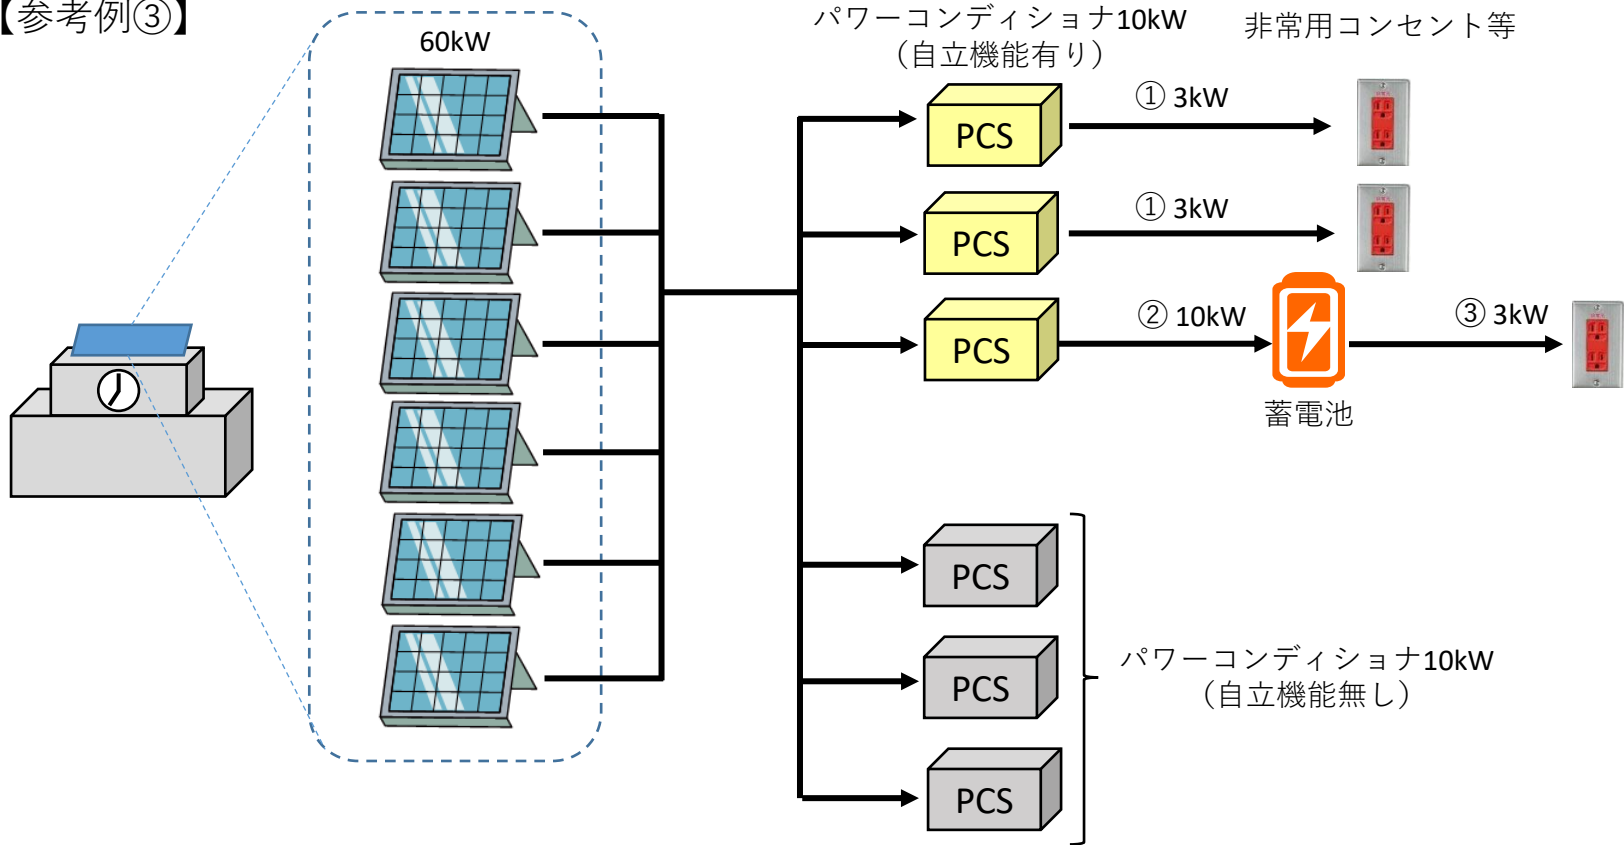 【参考例③】
60kW
パワーコンディショナ10kW
（自立機能有り）
非常用コンセント等
PCS
① 3kW
PCS
① 3kW
PCS
② 10kW
③ 3kW
蓄電池
PCS
PCS
PCS
パワーコンディショナ10kW
（自立機能無し）